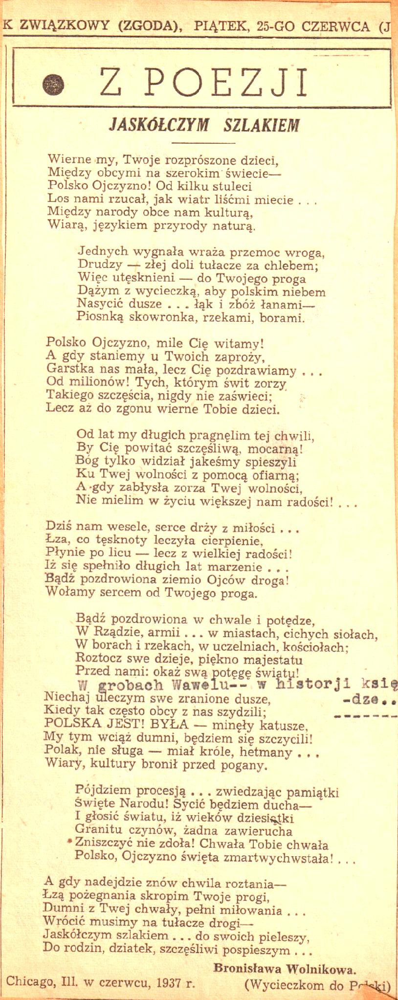 K ZWIĄZKOWY (ZGODA), PIĄTEK, 25-GO CZERWCA (J
Z POEZJI
JASKÓŁCZYM SZLAKIEM
Wierne my, Twoje rozprószone dzieci,
Między obcymi na szerokim świecie—
Polsko Ojczyzno! Od kilku stuleci
Los nami rzucał, jak wiatr liśćmi miecie . . .
Między narody obce nam kulturą,
Wiarą, językiem przyrody naturą.
Jednych wygnała wraża przemoc wroga,
Drudzy — złej doli tułacze za chlebem;
Więc utęsknieni — do Twojego proga
Dążym z wycieczką, aby polskim niebem
Nasycić dusze . . . łąk i zbóż łanami—
Piosnką skowronka, rzekami, borami.
Polsko Ojczyzno, mile Cię witamy!
A gdy staniemy u Twoich zaproży,
Garstka nas mała, lecz Cię pozdrawiamy . . .
Od milionów! Tych, którym świt zorzy
Takiego szczęścia, nigdy nie zaświeci;
Lecz aż do zgonu wierne Tobie dzieci.
Od lat my długich pragnęlim tej chwili,
By Cię powitać szczęśliwą, mocarną!
Bóg tylko widział jakeśmy spieszyli
Ku Twej wolności z pomocą ofiarną;
A gdy zabłysła zorza Twej wolności,
Nie mielim w życiu większej nam radości! . . .
Dziś nam wesele, serce drży z miłości . . .
Łza, co tęsknoty leczyła cierpienie,
Płynie po licu — lecz z wielkiej radości!
Iż się spełniło długich lat marzenie . . .
Bądź pozdrowiona ziemio Ojców droga!
Wołamy sercem od Twojego proga.
Bądź pozdrowiona w chwale i potędze,
W Rządzie, armii . . . w miastach, cichych siołach,
W borach i rzekach, w uczelniach, kościołach;
Roztocz swe dzieje, piękno majestatu
Przed nami: okaż swą potęgę światu!
W grobach Wawelu-- w historji księ
-dze..
Niechaj uleczym swe zranione dusze,
Kiedy tak często obcy z nas szydzili;
POLSKA JEST! BYŁA — minęły katusze,
My tym wciąż dumni, będziem się szczycili!
Polak, nie sługa — miał króle, hetmany . . .
Wiary, kultury bronił przed pogany.
Pójdziem procesją . . . zwiedzając pamiątki
Święte Narodu! Sycić będziem ducha—
I głosić światu, iż wieków dziesiątki
Granitu czynów, żadna zawierucha
Zniszczyć nie zdoła! Chwała Tobie chwała
Polsko, Ojczyzno święta zmartwychwstała! . . .
A gdy nadejdzie znów chwila roztania—
Łzą pożegnania skropim Twoje progi,
Dumni z Twej chwały, pełni miłowania . . .
Wrócić musimy na tułacze drogi—
Jaskółczym szlakiem . . . do swoich pieleszy,
Do rodzin, dziatek, szczęśliwi pospieszym . . .
Bronisława Wolnikowa.
Chicago, Ill. w czerwcu, 1937 r. (Wycieczkom do Polski)